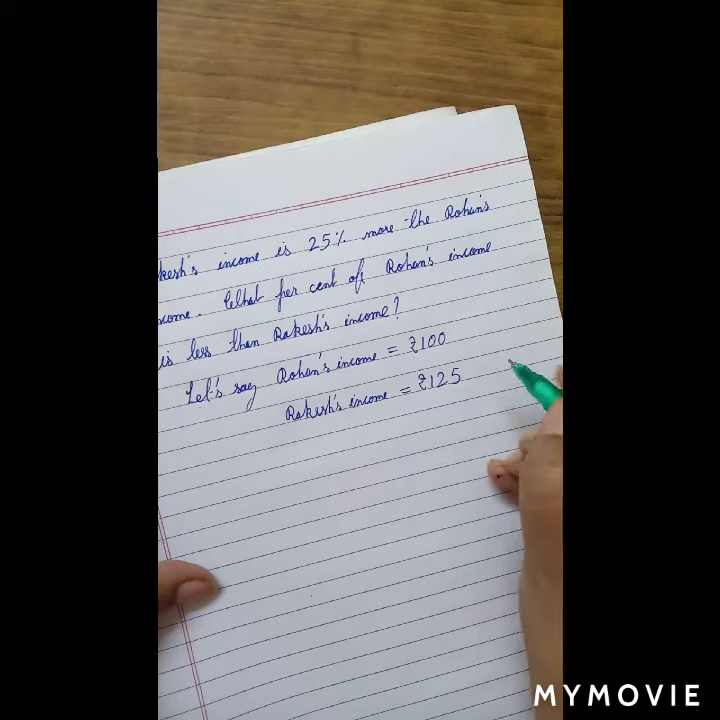 kesh's income is 25% more the Rohan's
come. What per cent of Rohan's income
is less than Rakesh's income?
Let's say Rohan's income = ₹100
Rakesh's income = ₹125
MYMOVIE